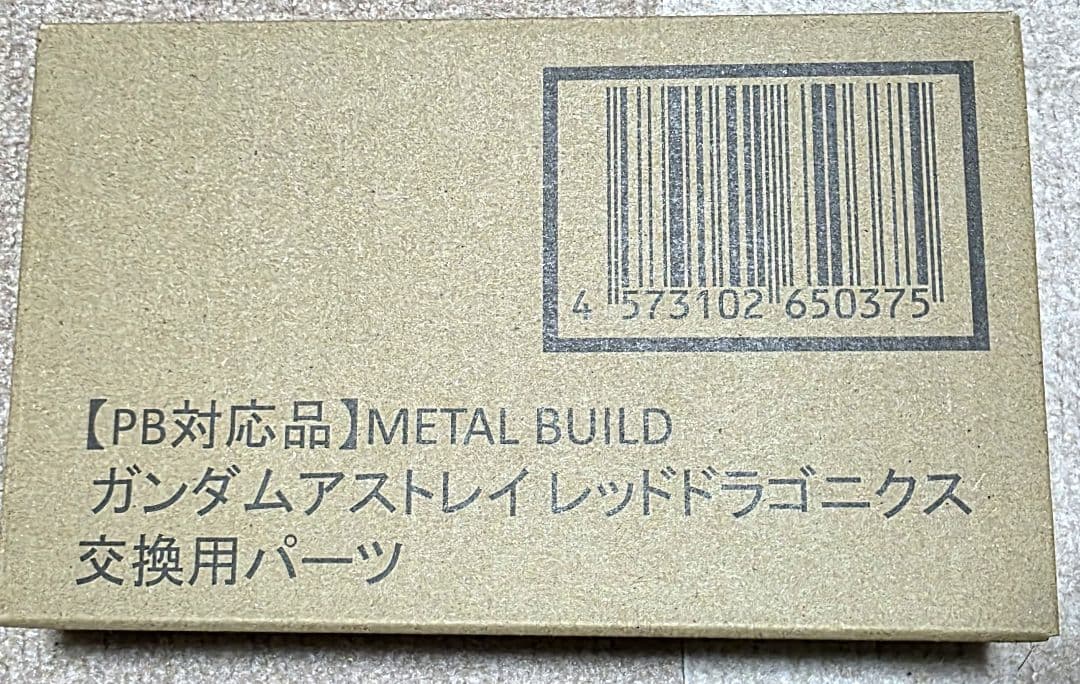 4 573102 650375
【PB対応品】METAL BUILD
ガンダムアストレイ レッドドラゴニクス
交換用パーツ